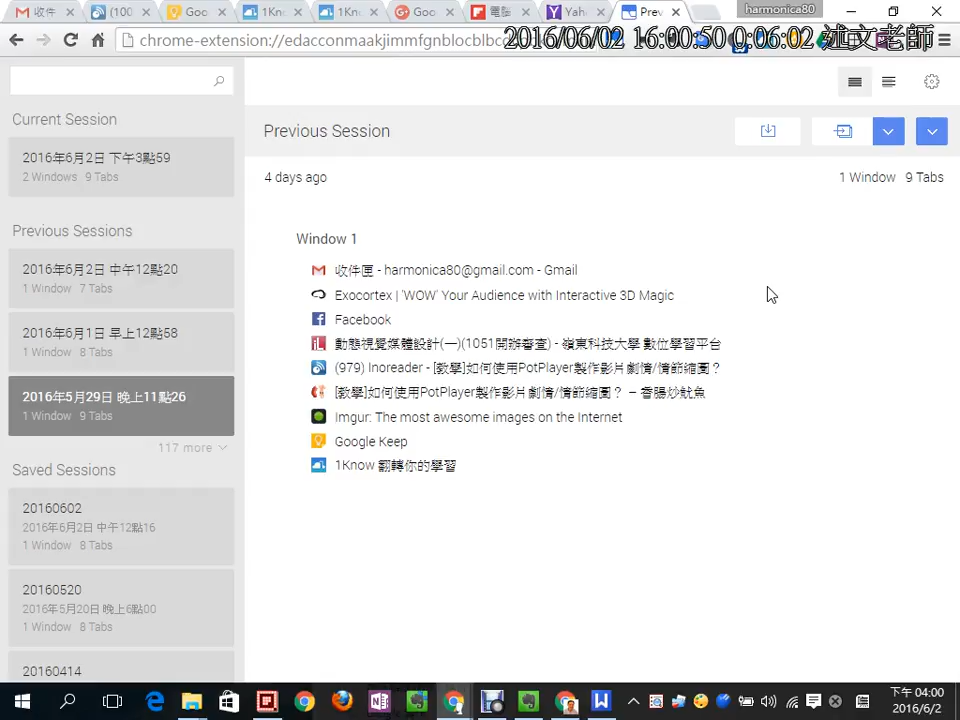 收件
(100
Goo
1Kn
1Kn
Goo
電腦
Yah
Prev
harmonica80
chrome-extension://edacconmaakjimmfgnblocblbc
2016/06/02 16:00:50 0:06:02 述文老師
Current Session
2016年6月2日 下午3點59
2 Windows 9 Tabs
Previous Sessions
2016年6月2日 中午12點20
1 Window 7 Tabs
2016年6月1日 早上12點58
1 Window 8 Tabs
2016年5月29日 晚上11點26
1 Window 9 Tabs
117 more
Saved Sessions
20160602
2016年6月2日 中午12點16
1 Window 8 Tabs
20160520
2016年5月20日 晚上6點00
1 Window 8 Tabs
20160414
Previous Session
4 days ago
1 Window 9 Tabs
Window 1
收件匣 - harmonica80@gmail.com - Gmail
Exocortex | 'WOW' Your Audience with Interactive 3D Magic
Facebook
動態視覺媒體設計(一)(1051開辦審查) - 嶺東科技大學 數位學習平台
(979) Inoreader - [教學]如何使用PotPlayer製作影片劇情/情節縮圖？
[教學]如何使用PotPlayer製作影片劇情/情節縮圖？ – 香腸炒魷魚
Imgur: The most awesome images on the Internet
Google Keep
1Know 翻轉你的學習
下午 04:00
2016/6/2